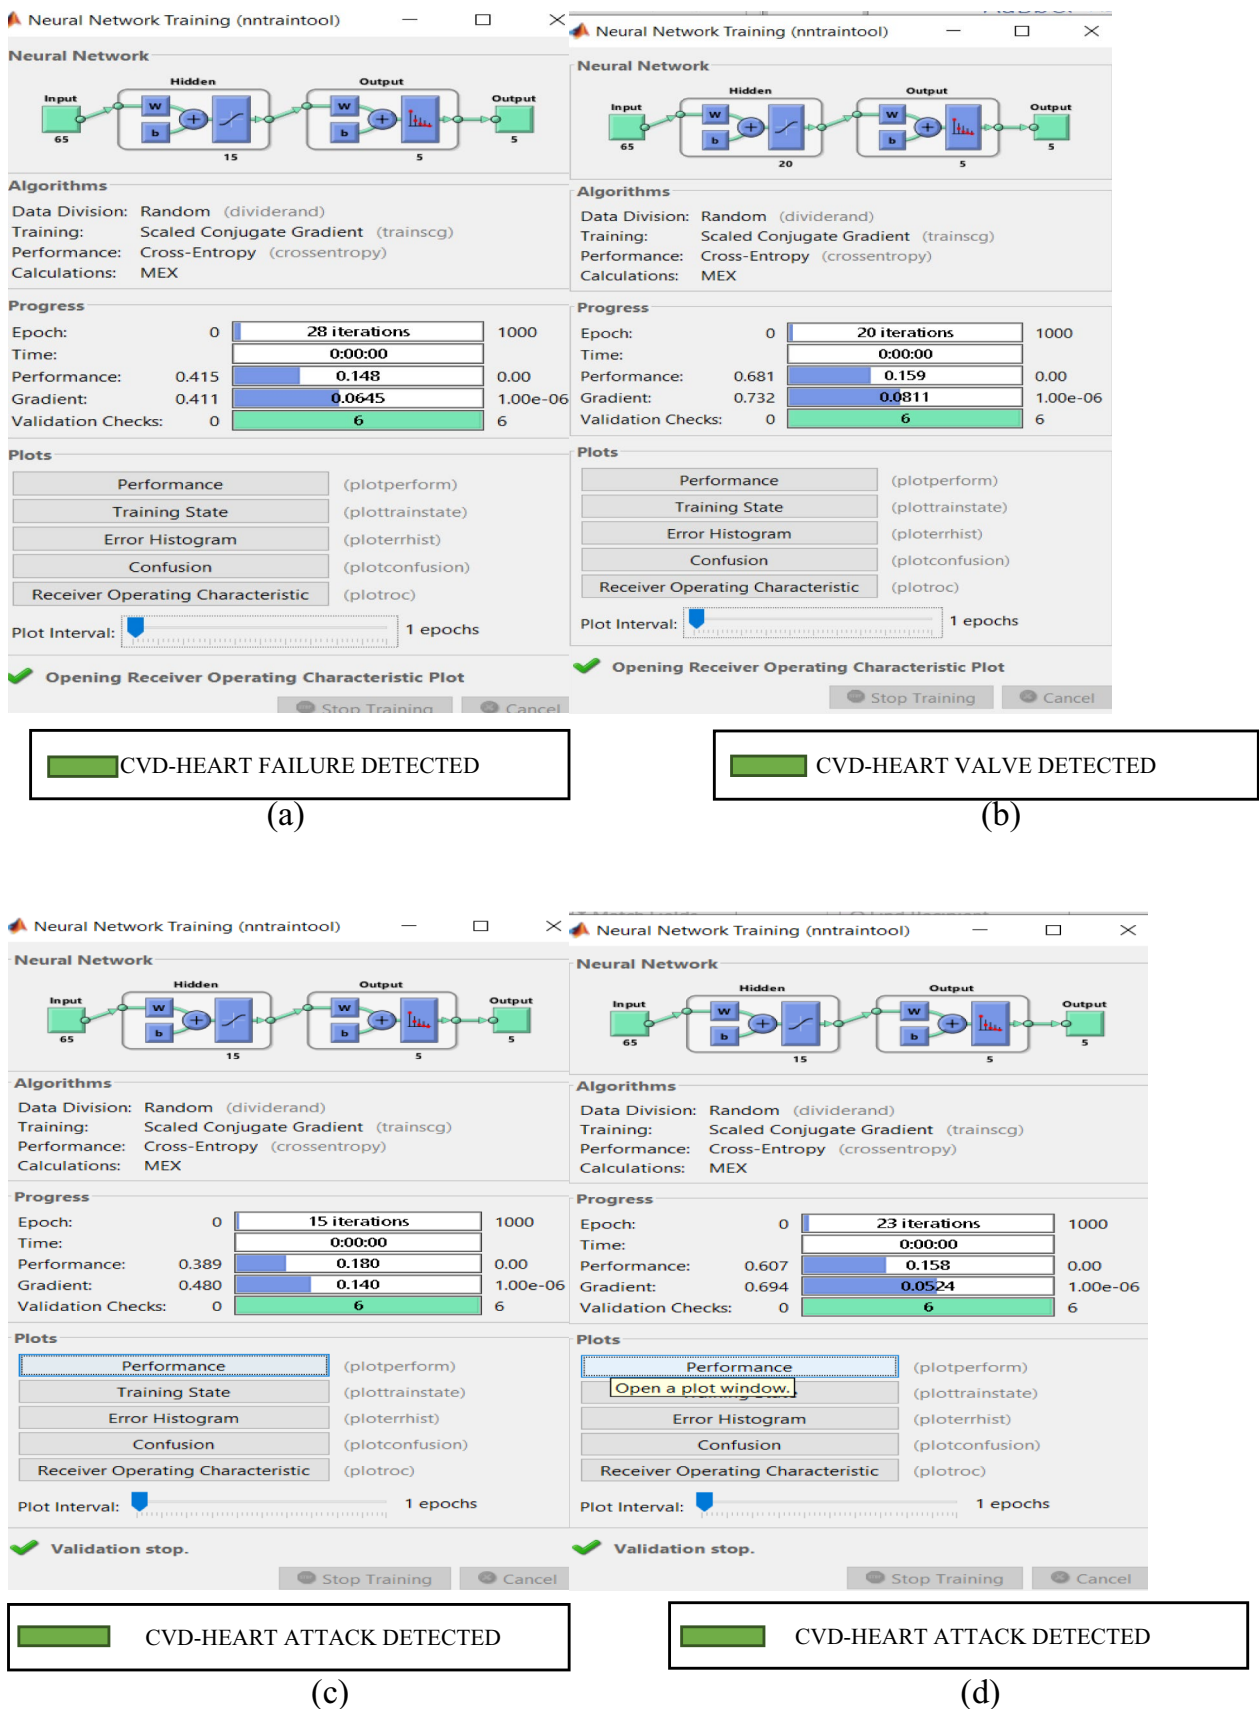 Neural Network Training (nntraintool)
Neural Network
Hidden
Output
Input
Output
W
W
b
b
65
5
15
5
Algorithms
Data Division: Random (dividerand)
Training: Scaled Conjugate Gradient (trainscg)
Performance: Cross-Entropy (crossentropy)
Calculations: MEX
Progress
Epoch: 0 28 iterations 1000
Time: 0:00:00
Performance: 0.415 0.148 0.00
Gradient: 0.411 0.0645 1.00e-06
Validation Checks: 0 6 6
Plots
Performance (plotperform)
Training State (plottrainstate)
Error Histogram (ploterrhist)
Confusion (plotconfusion)
Receiver Operating Characteristic (plotroc)
Plot Interval: 1 epochs
Opening Receiver Operating Characteristic Plot
Stop Training Cancel
CVD-HEART FAILURE DETECTED
(a)
Neural Network Training (nntraintool)
Neural Network
Hidden
Output
Input
Output
W
W
b
b
65
5
20
5
Algorithms
Data Division: Random (dividerand)
Training: Scaled Conjugate Gradient (trainscg)
Performance: Cross-Entropy (crossentropy)
Calculations: MEX
Progress
Epoch: 0 20 iterations 1000
Time: 0:00:00
Performance: 0.681 0.159 0.00
Gradient: 0.732 0.0811 1.00e-06
Validation Checks: 0 6 6
Plots
Performance (plotperform)
Training State (plottrainstate)
Error Histogram (ploterrhist)
Confusion (plotconfusion)
Receiver Operating Characteristic (plotroc)
Plot Interval: 1 epochs
Opening Receiver Operating Characteristic Plot
Stop Training Cancel
CVD-HEART VALVE DETECTED
(b)
Neural Network Training (nntraintool)
Neural Network
Hidden
Output
Input
Output
W
W
b
b
65
5
15
5
Algorithms
Data Division: Random (dividerand)
Training: Scaled Conjugate Gradient (trainscg)
Performance: Cross-Entropy (crossentropy)
Calculations: MEX
Progress
Epoch: 0 15 iterations 1000
Time: 0:00:00
Performance: 0.389 0.180 0.00
Gradient: 0.480 0.140 1.00e-06
Validation Checks: 0 6 6
Plots
Performance (plotperform)
Training State (plottrainstate)
Error Histogram (ploterrhist)
Confusion (plotconfusion)
Receiver Operating Characteristic (plotroc)
Plot Interval: 1 epochs
Validation stop.
Stop Training Cancel
CVD-HEART ATTACK DETECTED
(c)
Neural Network Training (nntraintool)
Neural Network
Hidden
Output
Input
Output
W
W
b
b
65
5
15
5
Algorithms
Data Division: Random (dividerand)
Training: Scaled Conjugate Gradient (trainscg)
Performance: Cross-Entropy (crossentropy)
Calculations: MEX
Progress
Epoch: 0 23 iterations 1000
Time: 0:00:00
Performance: 0.607 0.158 0.00
Gradient: 0.694 0.0524 1.00e-06
Validation Checks: 0 6 6
Plots
Performance (plotperform)
Open a plot window.
(plottrainstate)
Error Histogram (ploterrhist)
Confusion (plotconfusion)
Receiver Operating Characteristic (plotroc)
Plot Interval: 1 epochs
Validation stop.
Stop Training Cancel
CVD-HEART ATTACK DETECTED
(d)